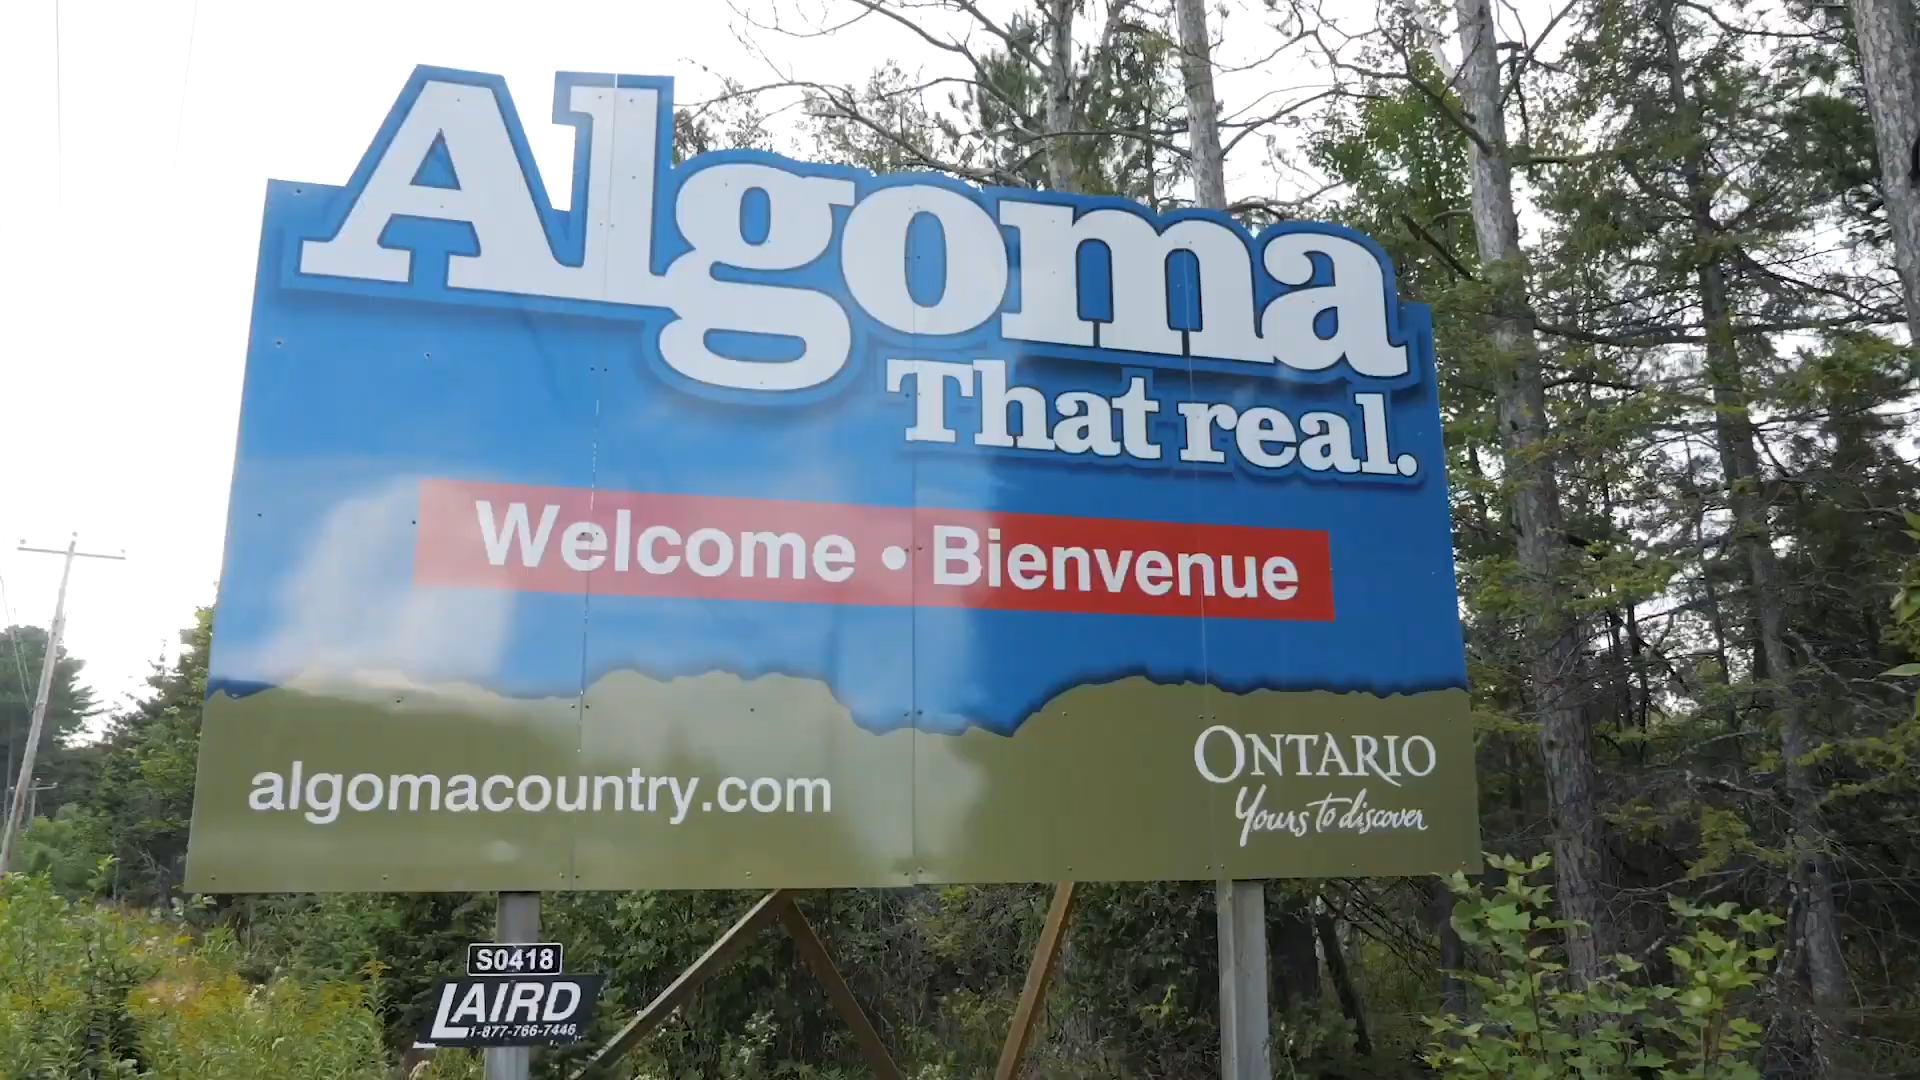 Algoma
That real.
Welcome • Bienvenue
algomacountry.com
ONTARIO
Yours to discover
S0418
LAIRD
1-877-766-7446